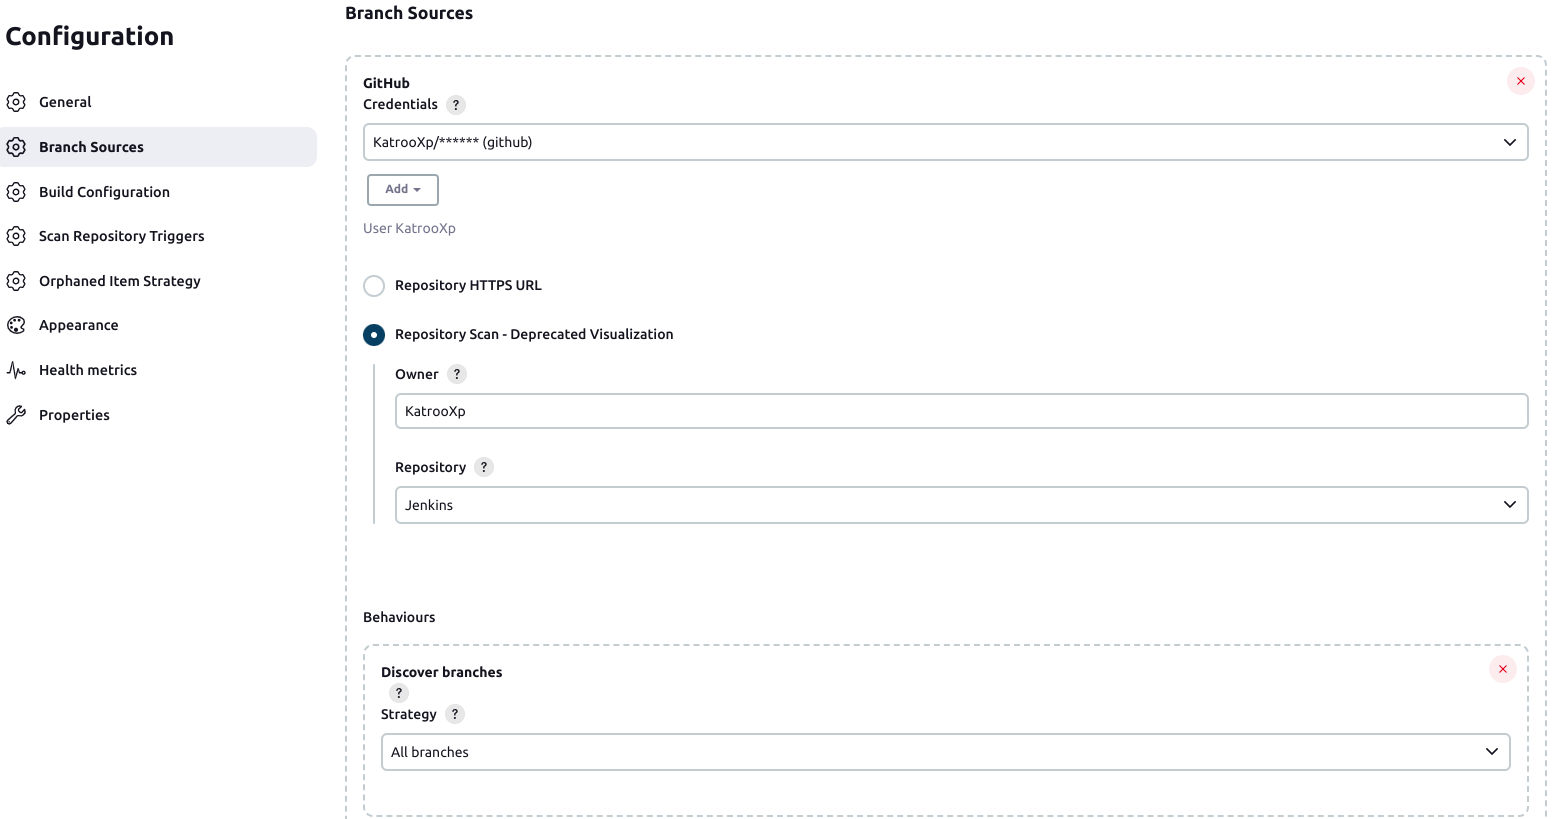 Configuration
General
Branch Sources
Build Configuration
Scan Repository Triggers
Orphaned Item Strategy
Appearance
Health metrics
Properties
Branch Sources
GitHub
Credentials ?
KatrooXp/****** (github)
Add
User KatrooXp
Repository HTTPS URL
Repository Scan - Deprecated Visualization
Owner ?
KatrooXp
Repository ?
Jenkins
Behaviours
Discover branches
?
Strategy ?
All branches